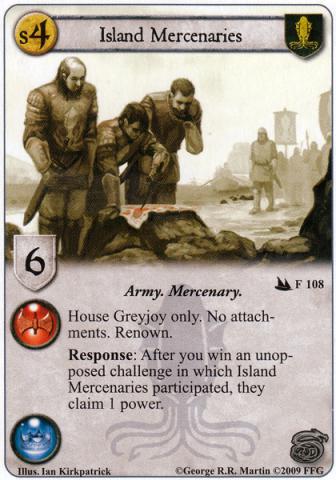 s4
Island Mercenaries
6
Army. Mercenary.
F 108
House Greyjoy only. No attach-
ments. Renown.
Response: After you win an unop-
posed challenge in which Island
Mercenaries participated, they
claim 1 power.
Illus. Ian Kirkpatrick
©George R.R. Martin ©2009 FFG